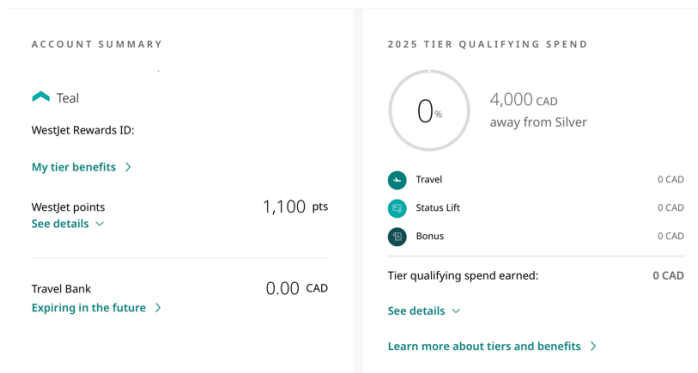 ACCOUNT SUMMARY
Teal
WestJet Rewards ID:
My tier benefits
WestJet points 1,100 pts
See details
Travel Bank 0.00 CAD
Expiring in the future
2025 TIER QUALIFYING SPEND
0%
4,000 CAD
away from Silver
Travel 0 CAD
Status Lift 0 CAD
Bonus 0 CAD
Tier qualifying spend earned: 0 CAD
See details
Learn more about tiers and benefits